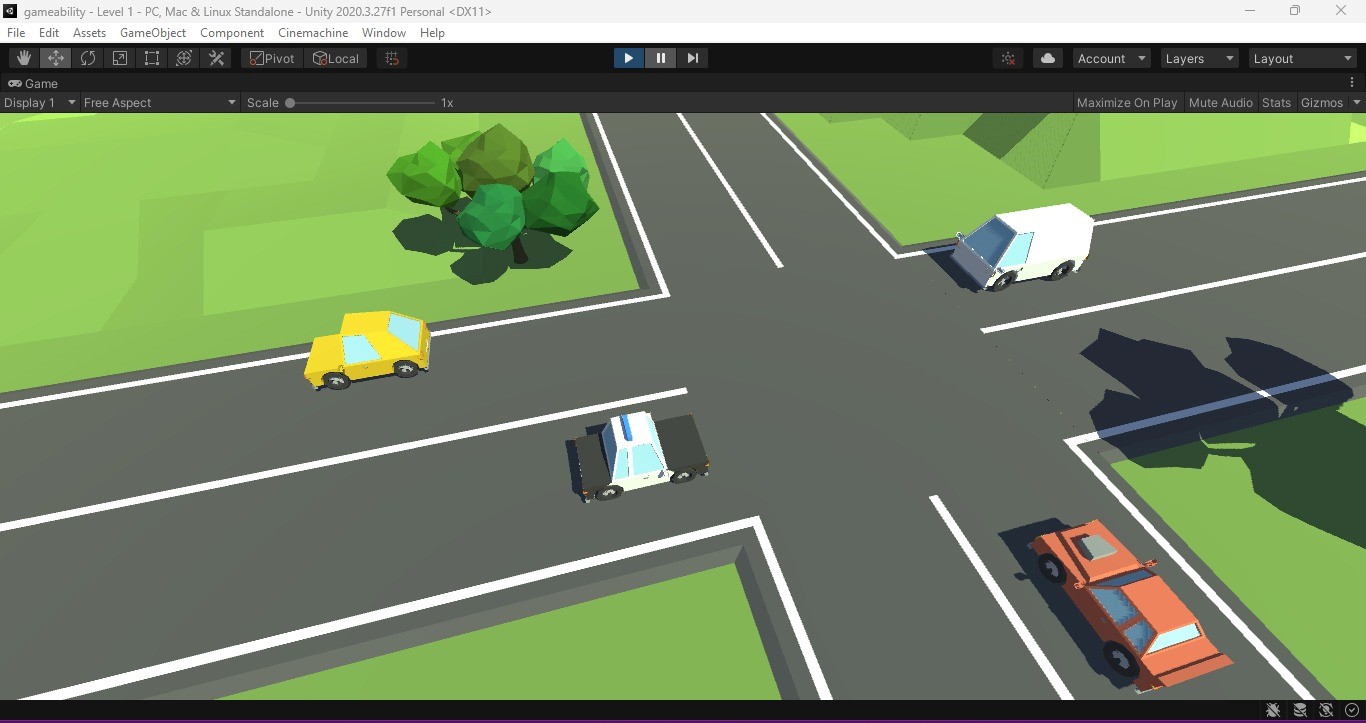 gameability - Level 1 - PC, Mac & Linux Standalone - Unity 2020.3.27f1 Personal <DX11>
File Edit Assets GameObject Component Cinemachine Window Help
Pivot Local Account Layers Layout
Game
Display 1 Free Aspect Scale 1x Maximize On Play Mute Audio Stats Gizmos